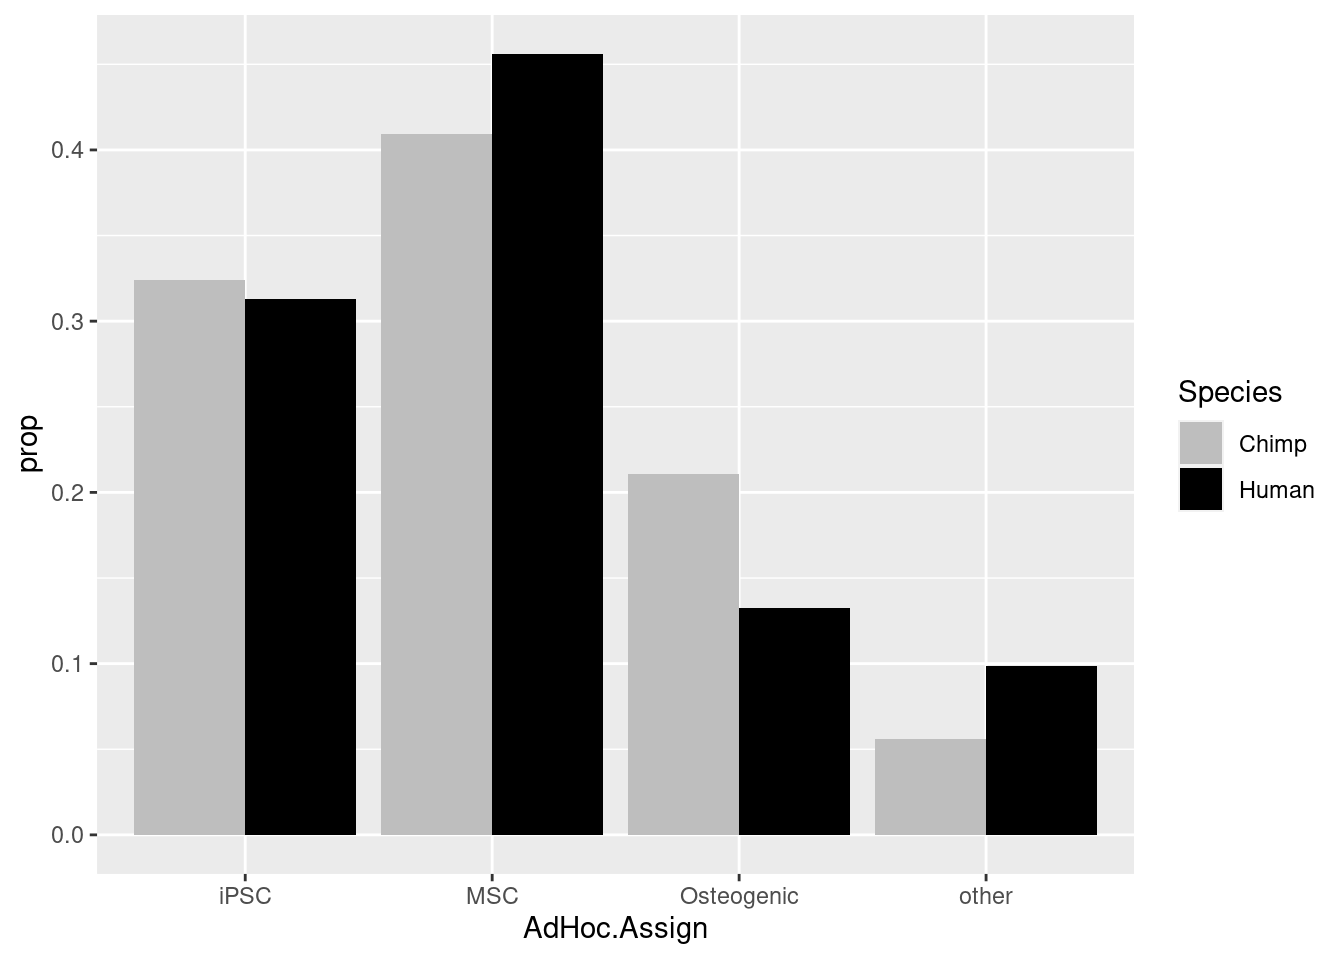 0.4
0.3
0.2
0.1
0.0
prop
iPSC
MSC
Osteogenic
other
AdHoc.Assign
Species
Chimp
Human